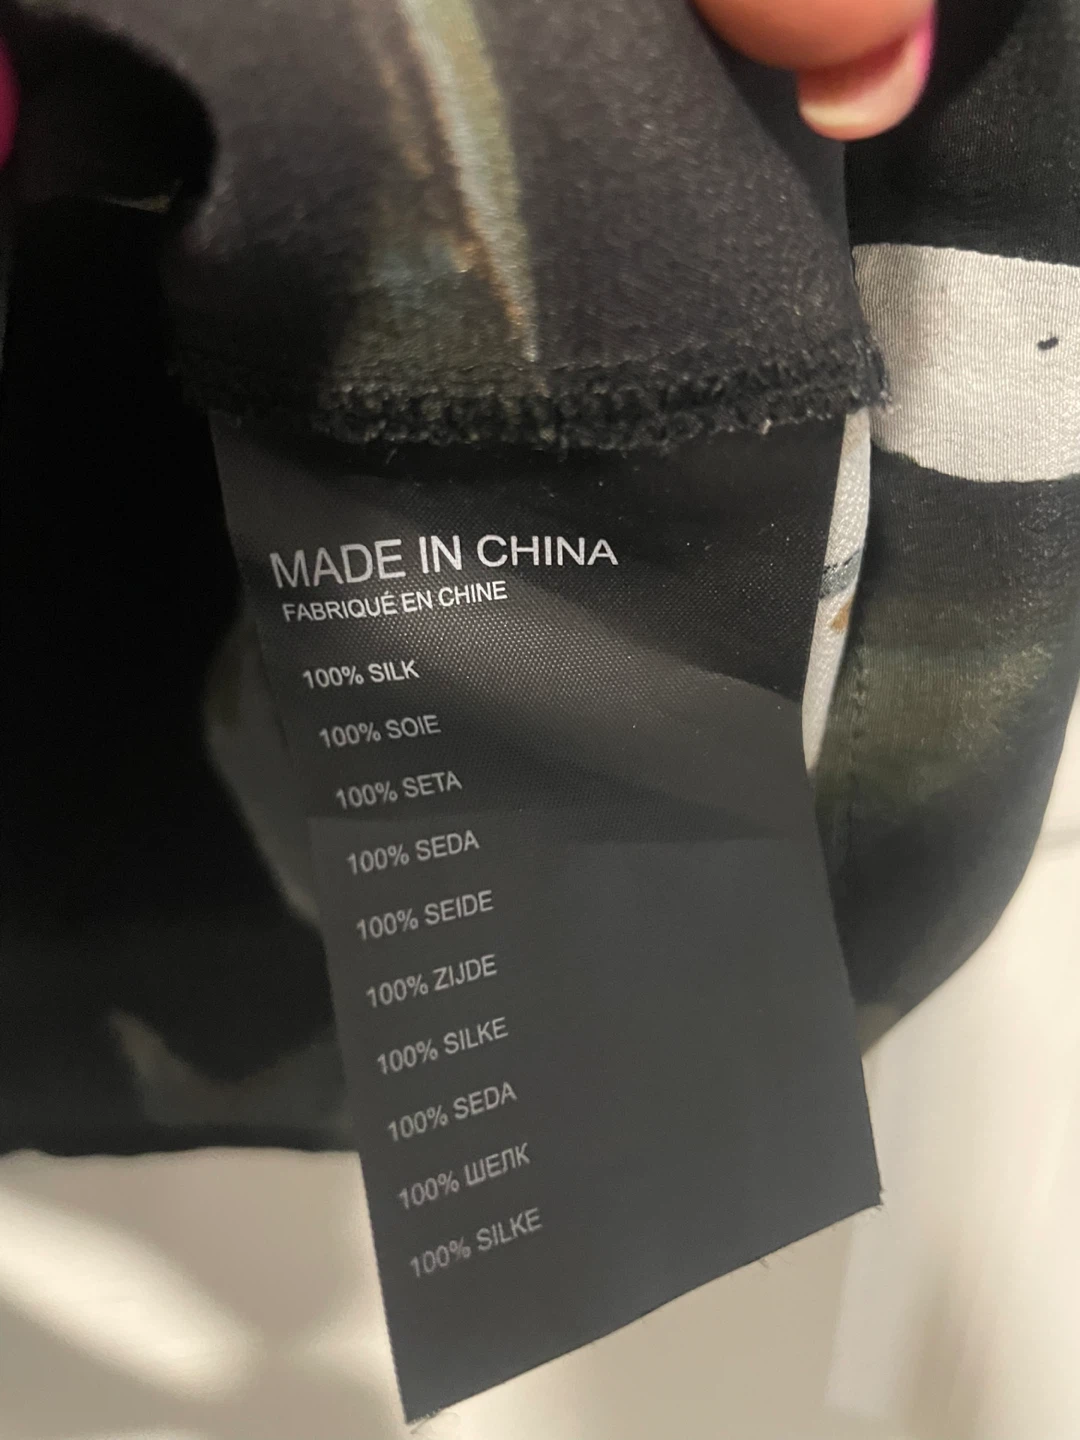 MADE IN CHINA
FABRIQUÉ EN CHINE
100% SILK
100% SOIE
100% SETA
100% SEDA
100% SEIDE
100% ZIJDE
100% SILKE
100% SEDA
100% ШЕЛК
100% SILKE